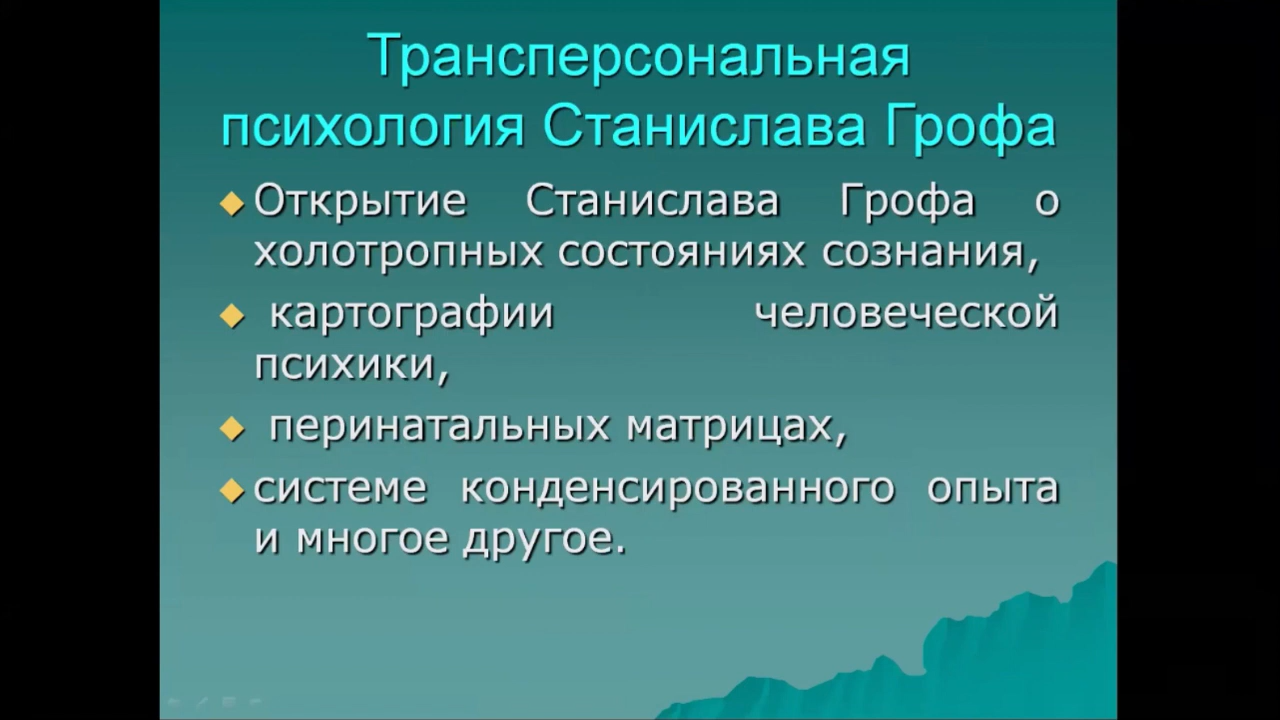 Трансперсональная
психология Станислава Грофа
Открытие Станислава Грофа о
холотропных состояниях сознания,
картографии человеческой
психики,
перинатальных матрицах,
системе конденсированного опыта
и многое другое.